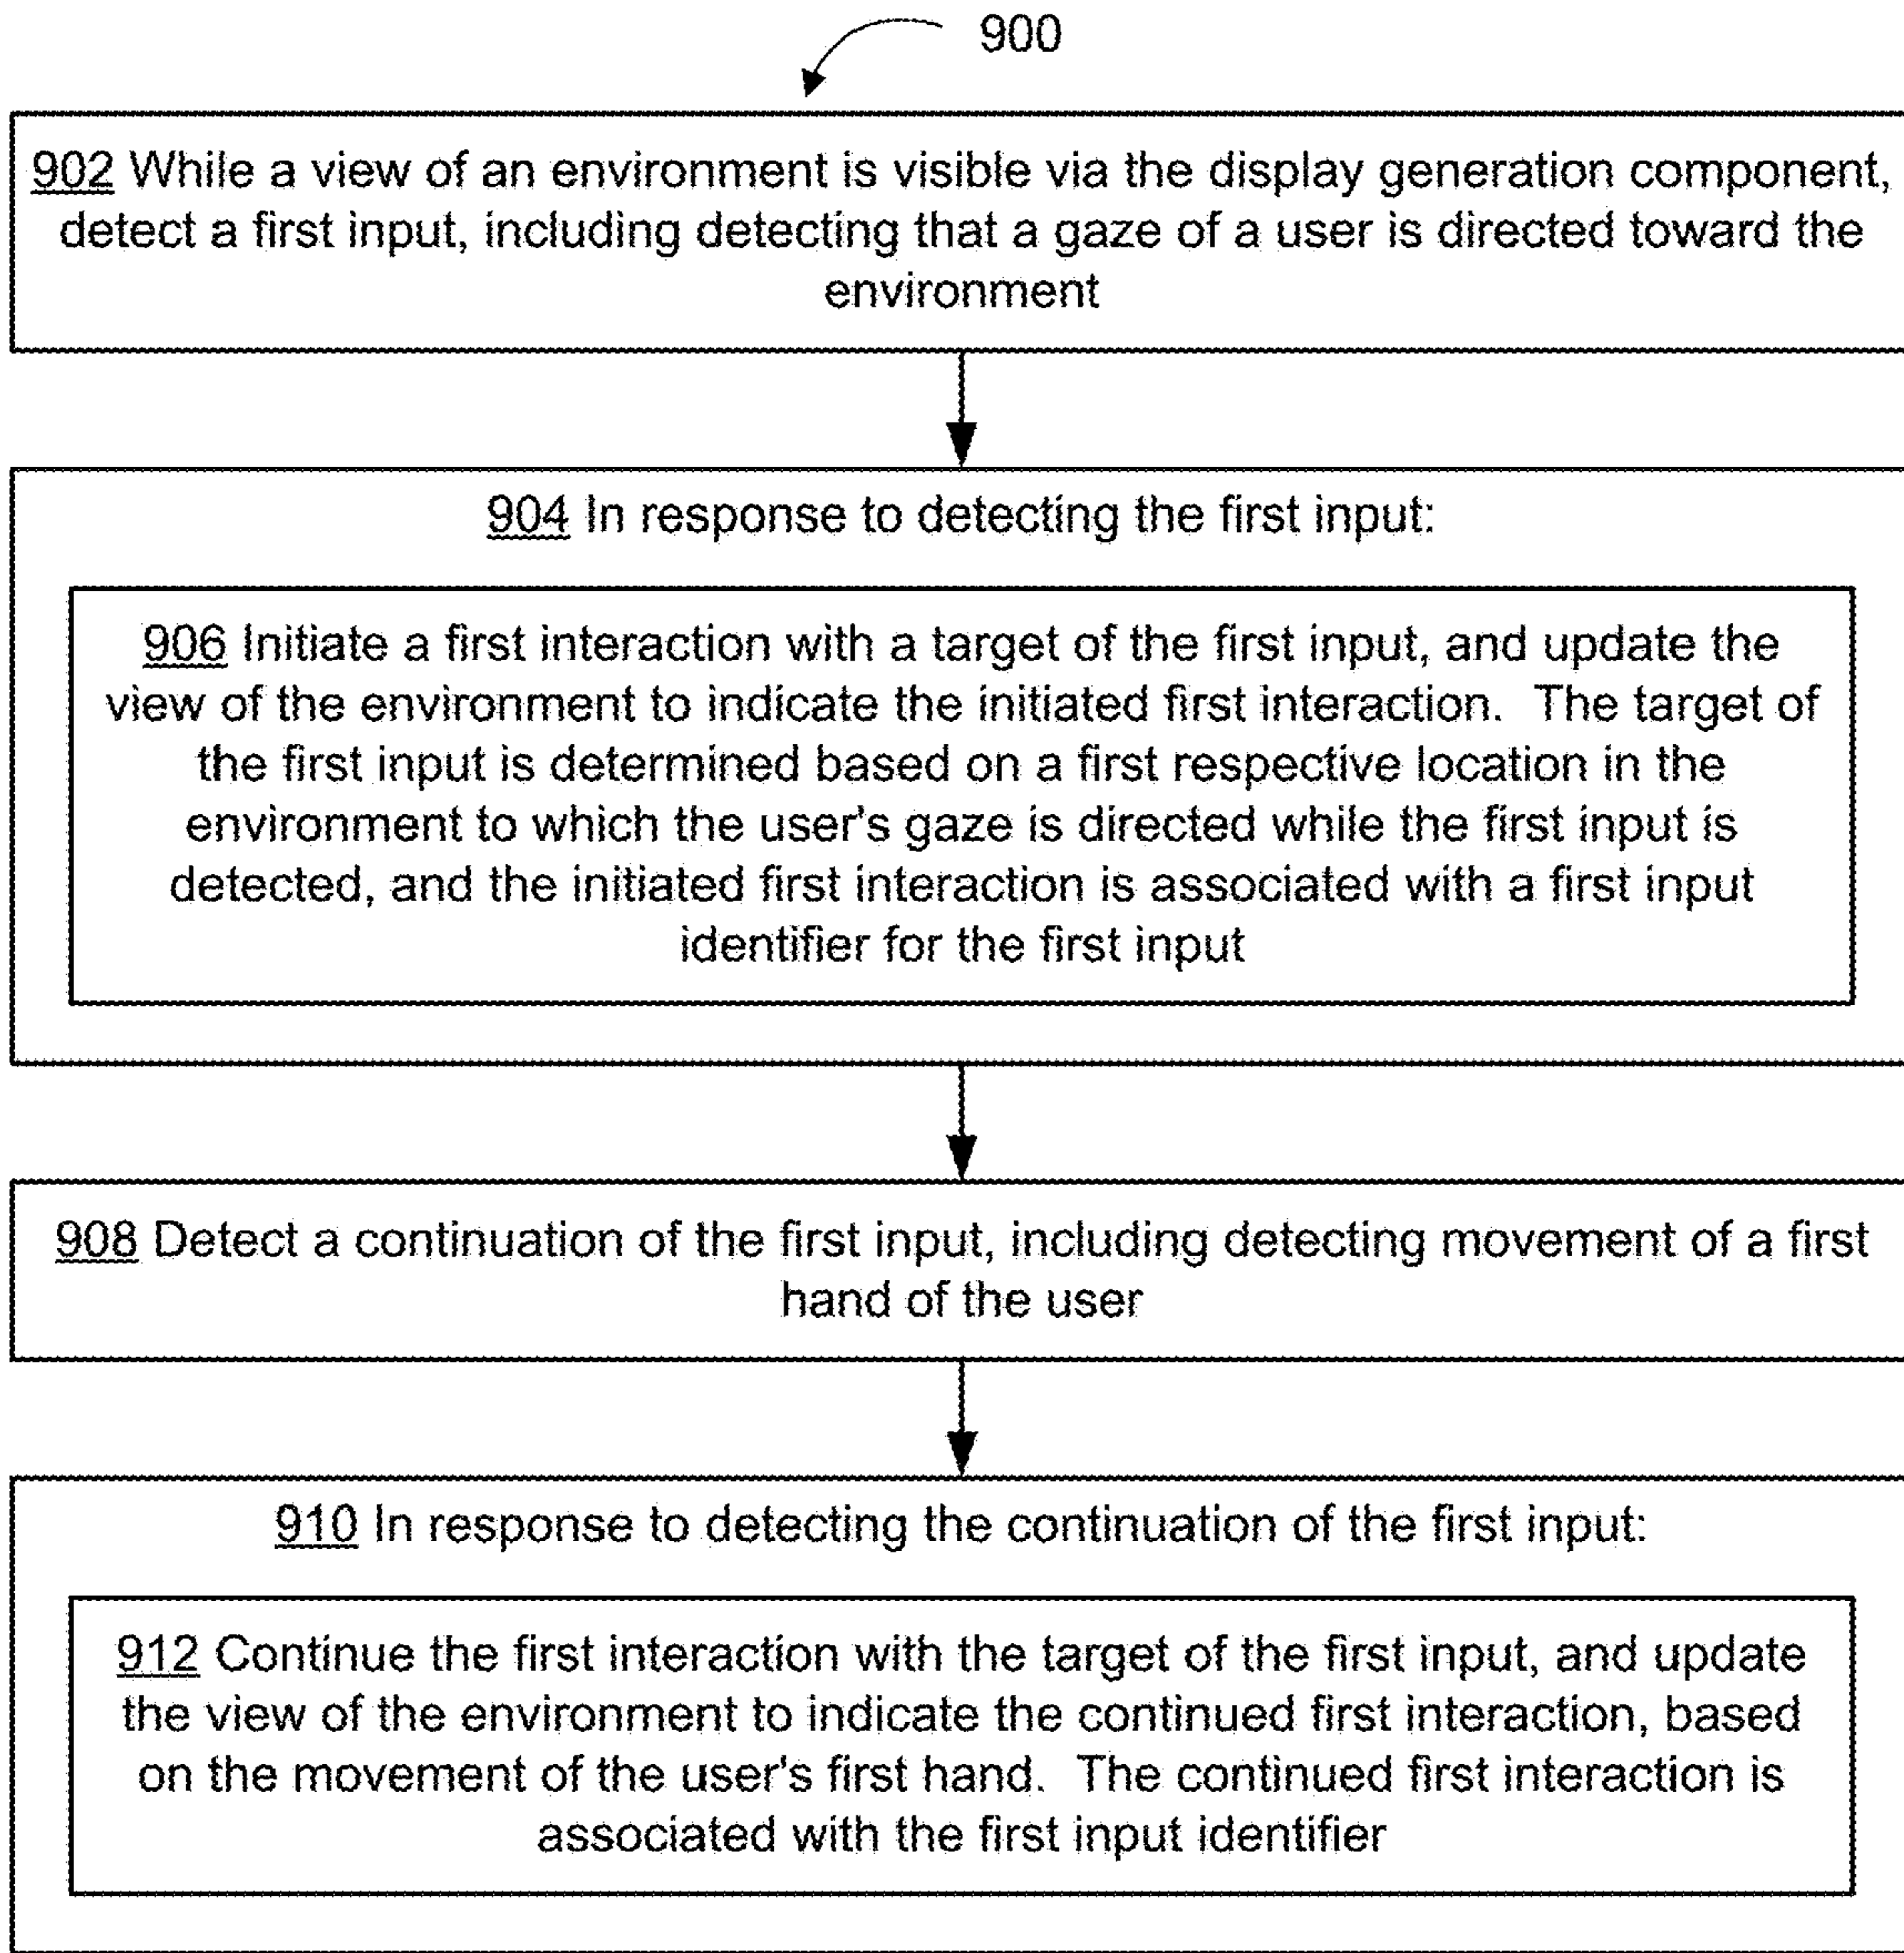 900
902 While a view of an environment is visible via the display generation component,
detect a first input, including detecting that a gaze of a user is directed toward the
environment
904 In response to detecting the first input:
906 Initiate a first interaction with a target of the first input, and update the
view of the environment to indicate the initiated first interaction. The target of
the first input is determined based on a first respective location in the
environment to which the user's gaze is directed while the first input is
detected, and the initiated first interaction is associated with a first input
identifier for the first input
908 Detect a continuation of the first input, including detecting movement of a first
hand of the user
910 In response to detecting the continuation of the first input:
912 Continue the first interaction with the target of the first input, and update
the view of the environment to indicate the continued first interaction, based
on the movement of the user's first hand. The continued first interaction is
associated with the first input identifier